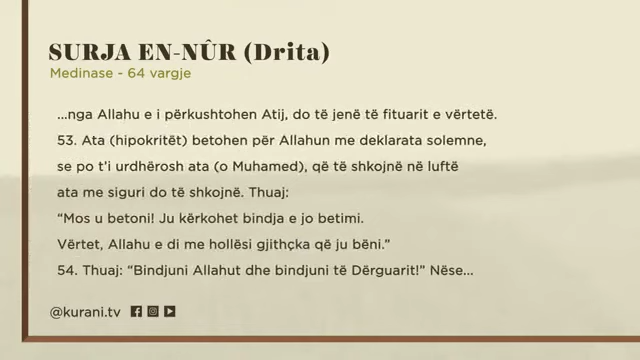 SURJA EN-NÛR (Drita)
Medinase - 64 vargje
...nga Allahu e i përkushtohen Atij, do të jenë të fituarit e vërtetë.
53. Ata (hipokritët) betohen për Allahun me deklarata solemne,
se po t’i urdhërosh ata (o Muhamed), që të shkojnë në luftë
ata me siguri do të shkojnë. Thuaj:
“Mos u betoni! Ju kërkohet bindja e jo betimi.
Vërtet, Allahu e di me hollësi gjithçka që ju bëni.”
54. Thuaj: “Bindjuni Allahut dhe bindjuni të Dërguarit!” Nëse...
@kurani.tv